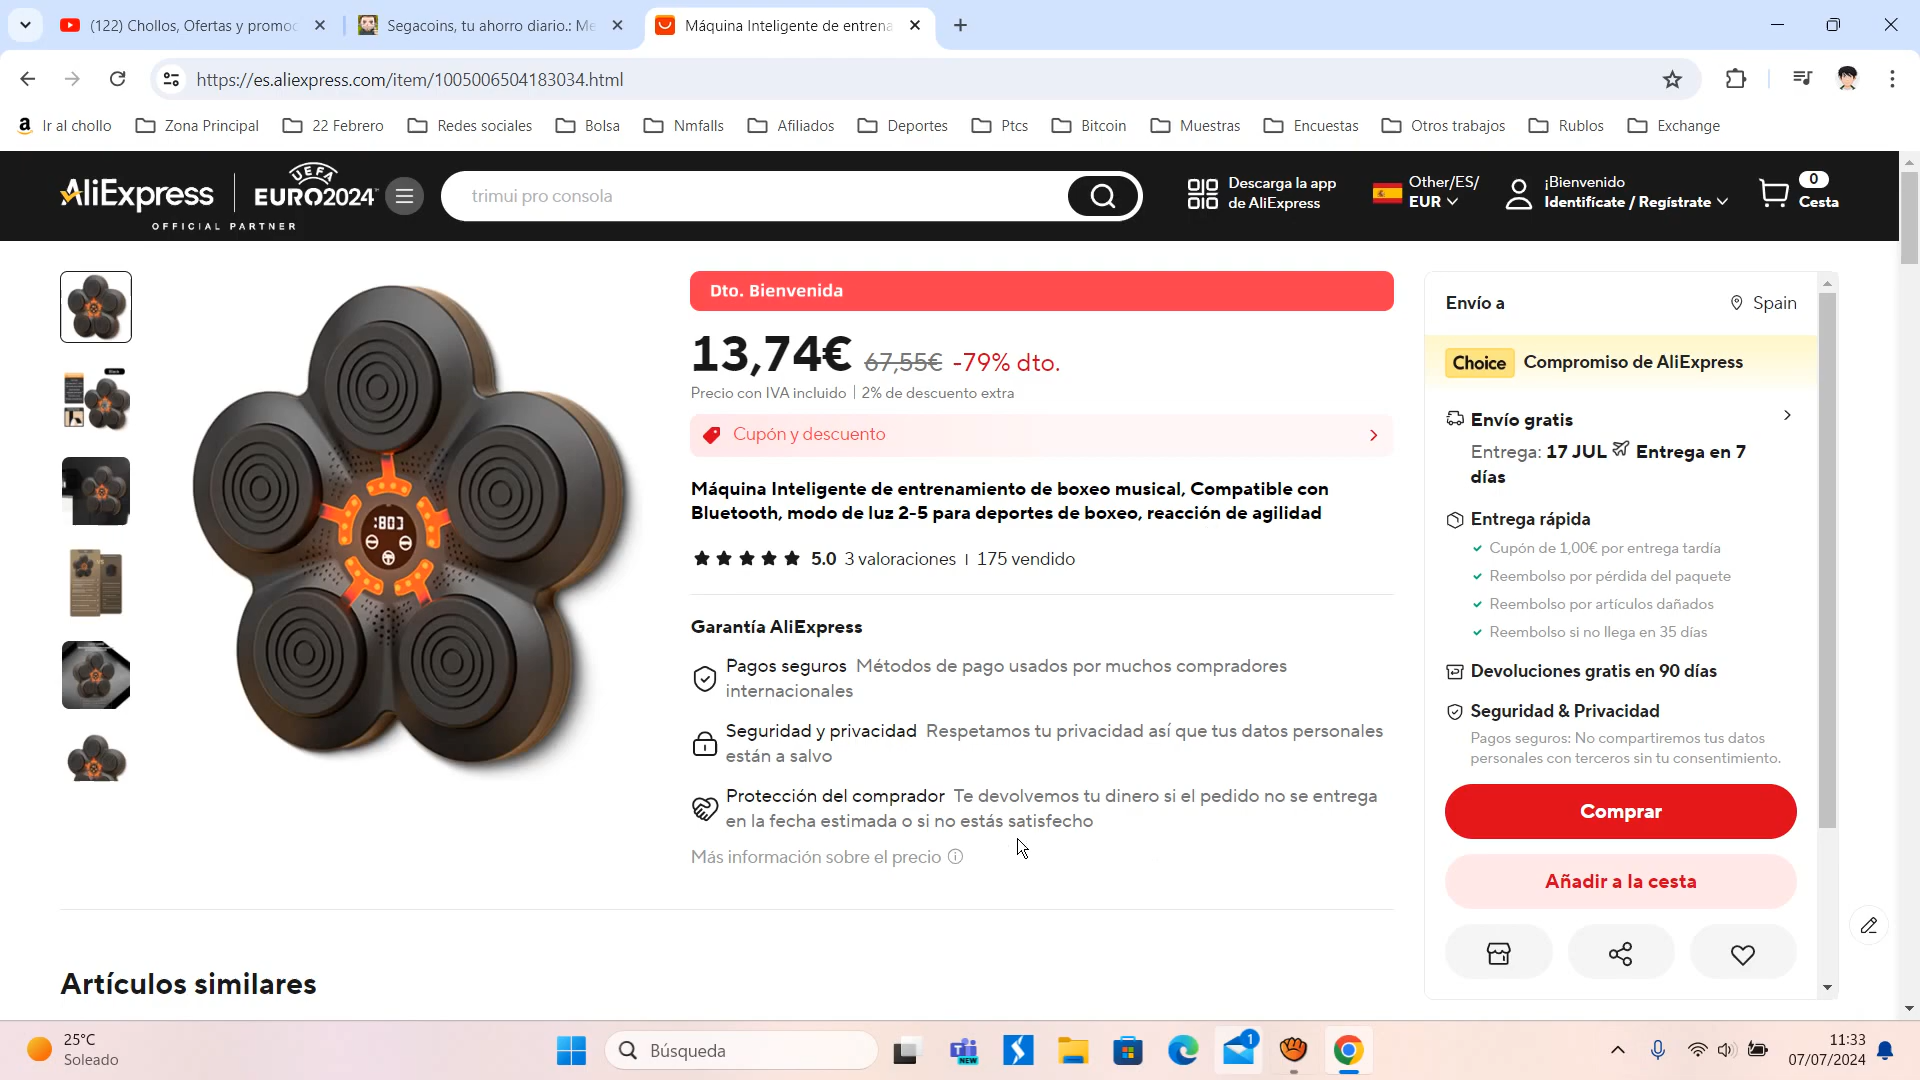 (122) Chollos, Ofertas y promoc
Segacoins, tu ahorro diario.: Me
Máquina Inteligente de entrena
https://es.aliexpress.com/item/1005006504183034.html
a Ir al chollo
Zona Principal
22 Febrero
Redes sociales
Bolsa
Nmfalls
Afiliados
Deportes
Ptcs
Bitcoin
Muestras
Encuestas
Otros trabajos
Rublos
Exchange
AliExpress
UEFA
EURO2024
OFFICIAL PARTNER
trimui pro consola
Descarga la app
de AliExpress
Other/ES/
EUR
¡Bienvenido
Identifícate / Regístrate
0
Cesta
Dto. Bienvenida
13,74€ 67,55€ -79% dto.
Precio con IVA incluido | 2% de descuento extra
Cupón y descuento
Máquina Inteligente de entrenamiento de boxeo musical, Compatible con
Bluetooth, modo de luz 2-5 para deportes de boxeo, reacción de agilidad
5.0 3 valoraciones | 175 vendido
Garantía AliExpress
Pagos seguros Métodos de pago usados por muchos compradores
internacionales
Seguridad y privacidad Respetamos tu privacidad así que tus datos personales
están a salvo
Protección del comprador Te devolvemos tu dinero si el pedido no se entrega
en la fecha estimada o si no estás satisfecho
Más información sobre el precio
Envío a
Spain
Choice Compromiso de AliExpress
Envío gratis
Entrega: 17 JUL Entrega en 7
días
Entrega rápida
Cupón de 1,00€ por entrega tardía
Reembolso por pérdida del paquete
Reembolso por artículos dañados
Reembolso si no llega en 35 días
Devoluciones gratis en 90 días
Seguridad & Privacidad
Pagos seguros: No compartiremos tus datos
personales con terceros sin tu consentimiento.
Comprar
Añadir a la cesta
Artículos similares
25°C
Soleado
Búsqueda
NEW
1
11:33
07/07/2024